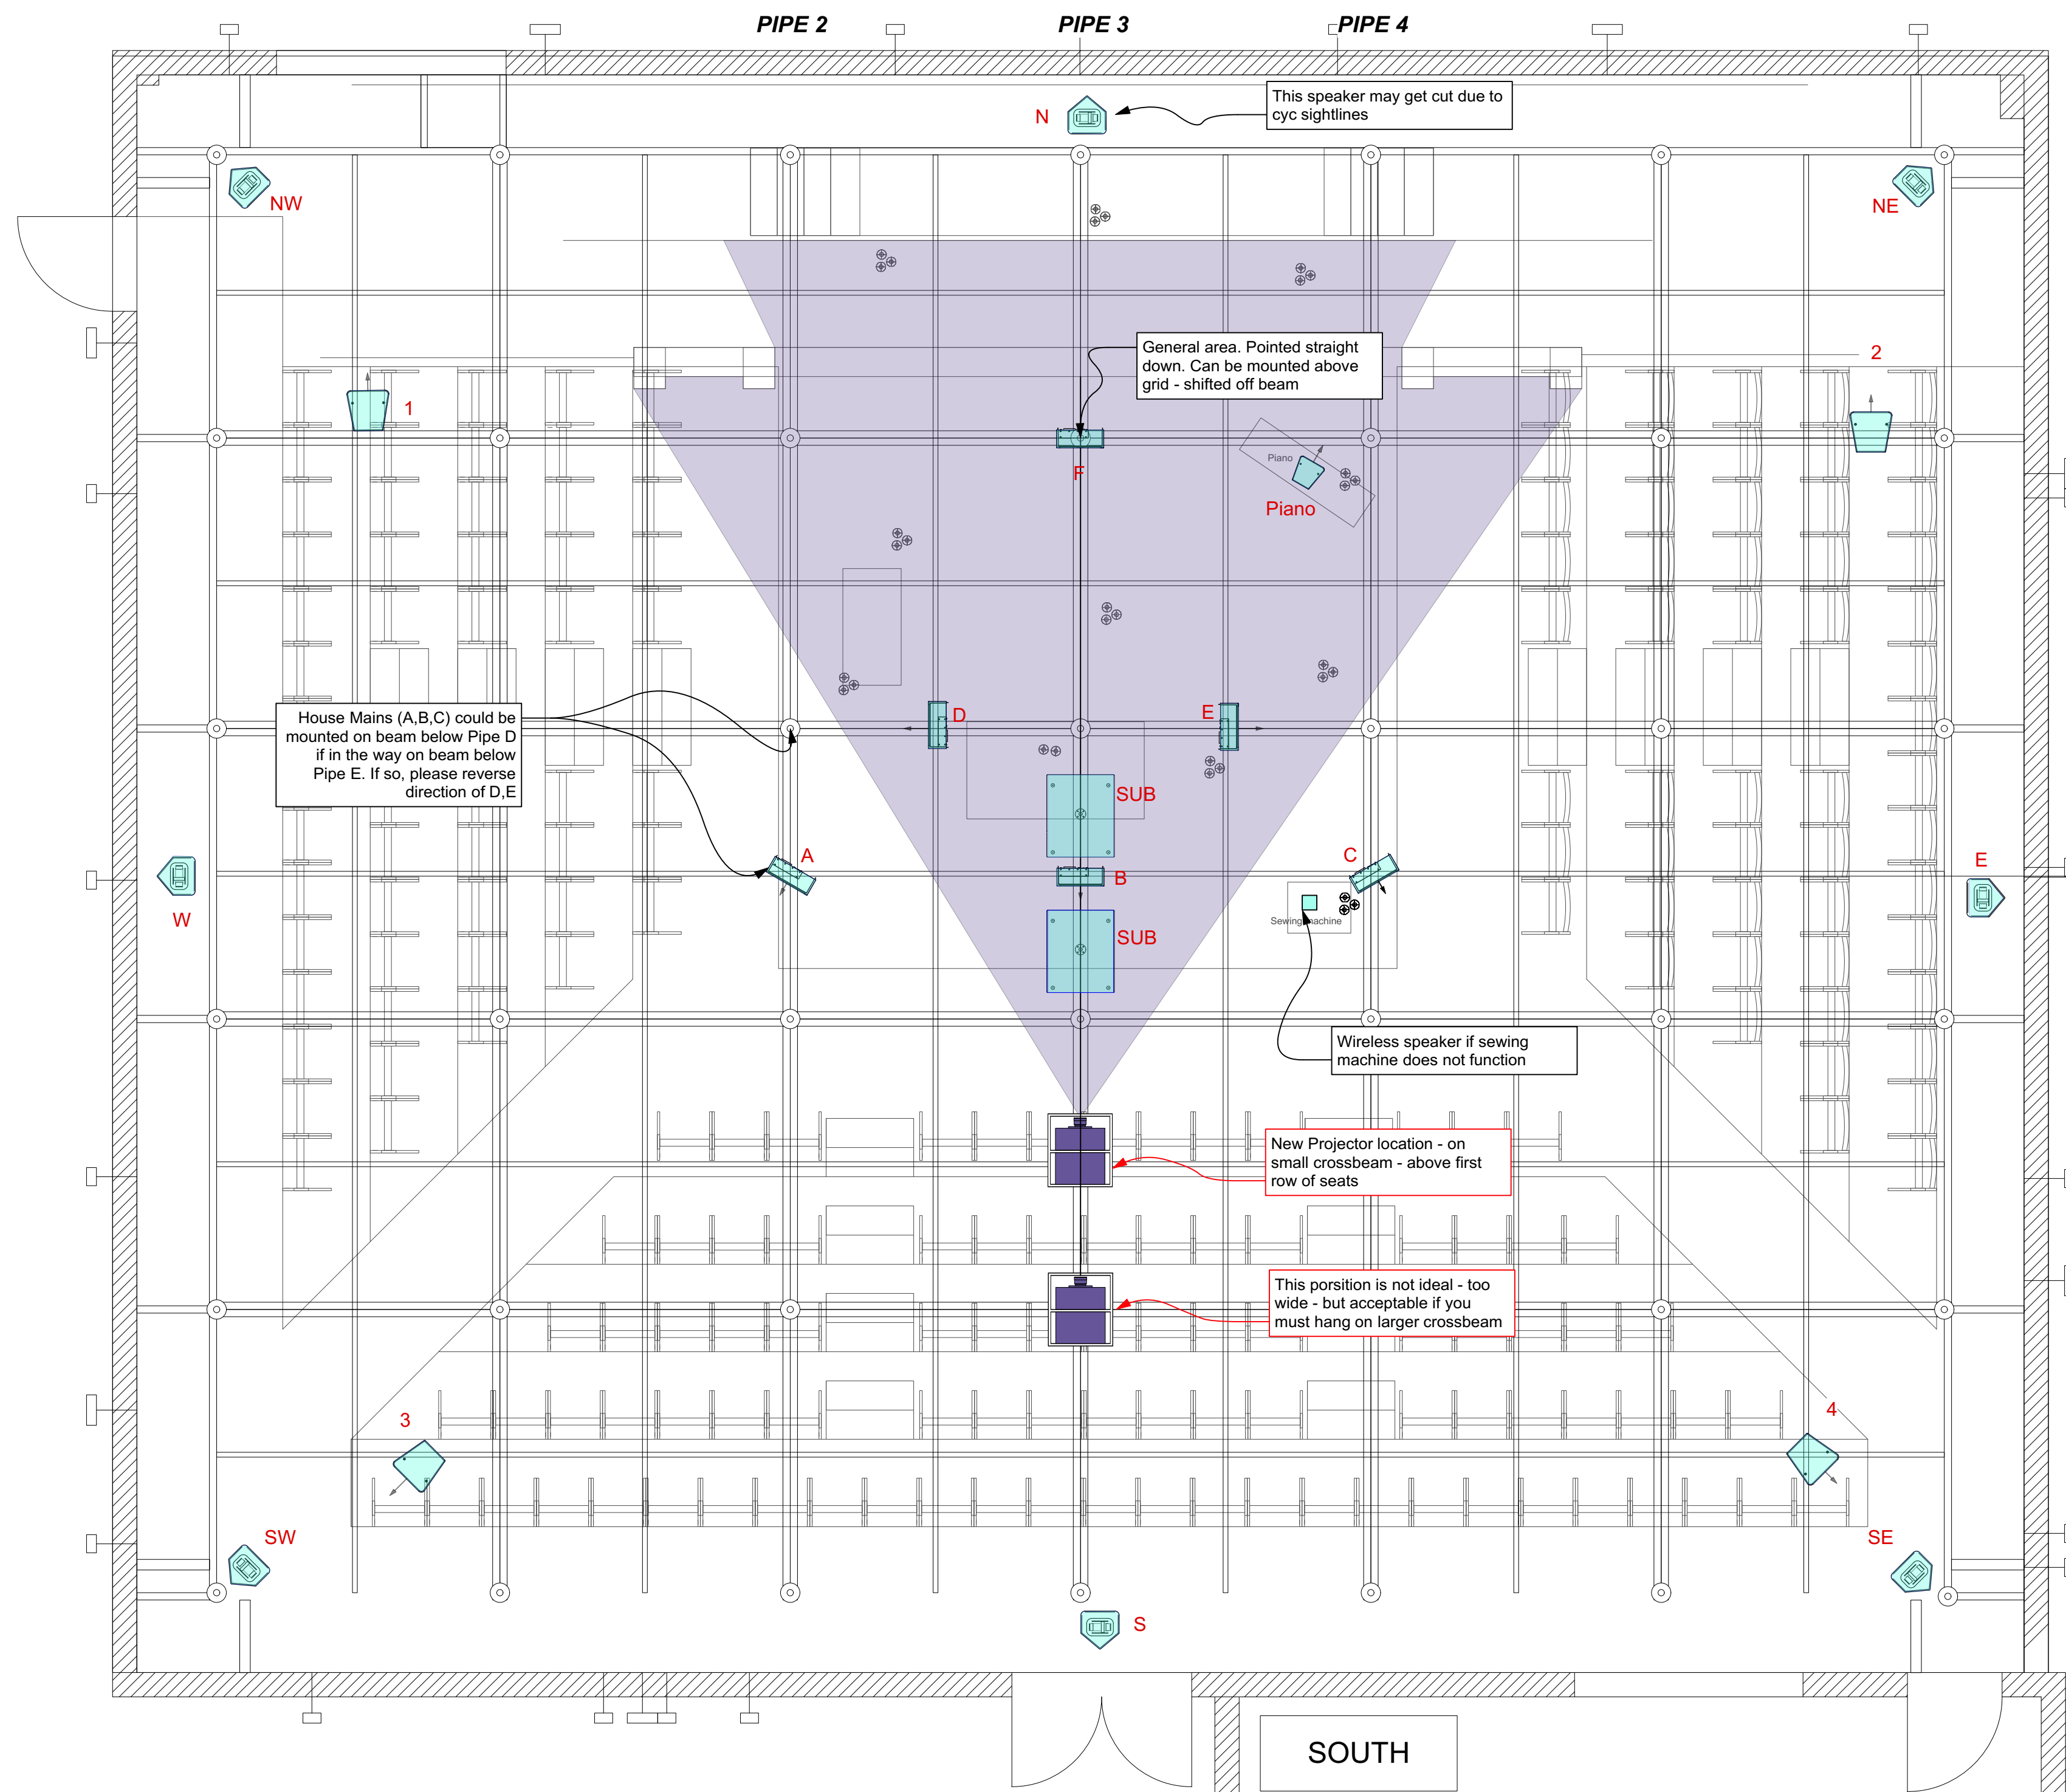 PIPE 2
PIPE 3
PIPE 4
This speaker may get cut due to
cyc sightlines
N
NW
NE
General area. Pointed straight
down. Can be mounted above
grid - shifted off beam
2
1
F
Piano
Piano
House Mains (A,B,C) could be
mounted on beam below Pipe D
if in the way on beam below
Pipe E. If so, please reverse
direction of D,E
D
E
SUB
A
C
B
E
W
Sewing machine
SUB
Wireless speaker if sewing
machine does not function
New Projector location - on
small crossbeam - above first
row of seats
This porsition is not ideal - too
wide - but acceptable if you
must hang on larger crossbeam
3
4
SW
SE
S
SOUTH